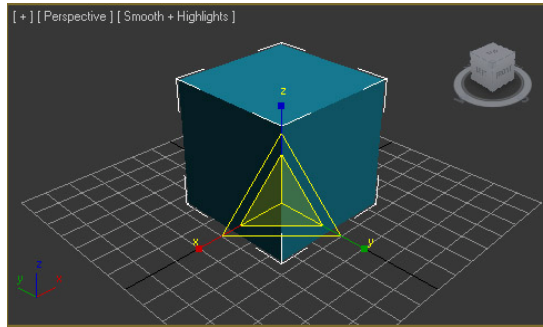 [ + ] [ Perspective ] [ Smooth + Highlights ]
z
x
y
z
y
x